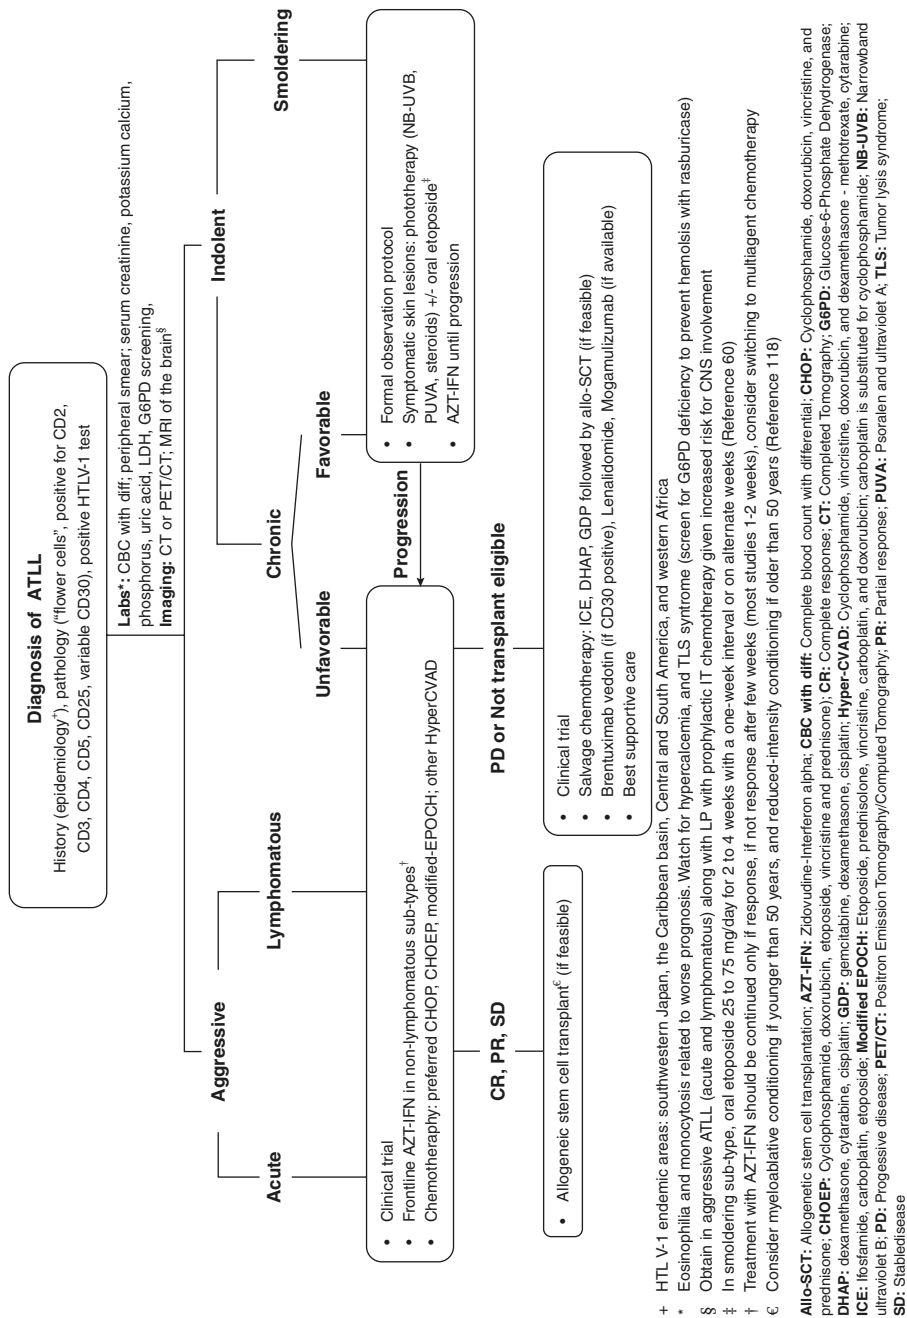 Diagnosis of ATLL
History (epidemiology+), pathology (“flower cells”, positive for CD2,
CD3, CD4, CD5, CD25, variable CD30), positive HTLV-1 test
Labs*: CBC with diff; peripheral smear; serum creatinine, potassium calcium,
phosphorus, uric acid, LDH, G6PD screening,
Imaging: CT or PET/CT; MRI of the brain§
Aggressive
Indolent
Acute
Lymphomatous
Chronic
Smoldering
Unfavorable
Favorable
• Clinical trial
• Frontline AZT-IFN in non-lymphomatous sub-types†
• Chemotheraphy: preferred CHOP, CHOEP, modified-EPOCH; other HyperCVAD
Progression
• Formal observation protocol
• Symptomatic skin lesions: phototherapy (NB-UVB,
PUVA, steroids) +/- oral etoposide‡
• AZT-IFN until progression
CR, PR, SD
PD or Not transplant eligible
• Allogeneic stem cell transplant€ (if feasible)
• Clinical trial
• Salvage chemotherapy: ICE, DHAP, GDP followed by allo-SCT (if feasible)
• Brentuximab vedotin (if CD30 positive), Lenalidomide, Mogamulizumab (if available)
• Best supportive care
+ HTL V-1 endemic areas: southwestern Japan, the Caribbean basin, Central and South America, and western Africa
* Eosinophilia and monocytosis related to worse prognosis. Watch for hypercalcemia, and TLS syntrome (screen for G6PD deficiency to prevent hemolsis with rasburicase)
§ Obtain in aggressive ATLL (acute and lymphomatous) along with LP with prophylactic IT chemotherapy given increased risk for CNS involvement
‡ In smoldering sub-type, oral etoposide 25 to 75 mg/day for 2 to 4 weeks with a one-week interval or on alternate weeks (Reference 60)
† Treatment with AZT-IFN should be continued only if response, if not response after few weeks (most studies 1-2 weeks), consider switching to multiagent chemotherapy
€ Consider myeloablative conditioning if younger than 50 years, and reduced-intensity conditioning if older than 50 years (Reference 118)
Allo-SCT: Allogenetic stem cell transplantation; AZT-IFN: Zidovudine-Interferon alpha; CBC with diff: Complete blood count with differential; CHOP: Cyclophosphamide, doxorubicin, vincristine, and
prednisone; CHOEP: Cyclophosphamide, doxorubicin, etoposide, vincristine and prednisone); CR: Complete response; CT: Completed Tomography; G6PD: Glucose-6-Phosphate Dehydrogenase;
DHAP: dexamethasone, cytarabine, cisplatin; GDP: gemcitabine, dexamethasone, cisplatin; Hyper-CVAD: Cyclophosphamide, vincristine, doxorubicin, and dexamethasone - methotrexate, cytarabine;
ICE: Ifosfamide, carboplatin, etoposide; Modified EPOCH: Etoposide, prednisolone, vincristine, carboplatin, and doxorubicin; carboplatin is substituted for cyclophosphamide; NB-UVB: Narrowband
ultraviolet B; PD: Progessive disease; PET/CT: Positron Emission Tomography/Computed Tomography; PR: Partial response; PUVA: Psoralen and ultraviolet A; TLS: Tumor lysis syndrome;
SD: Stabledisease